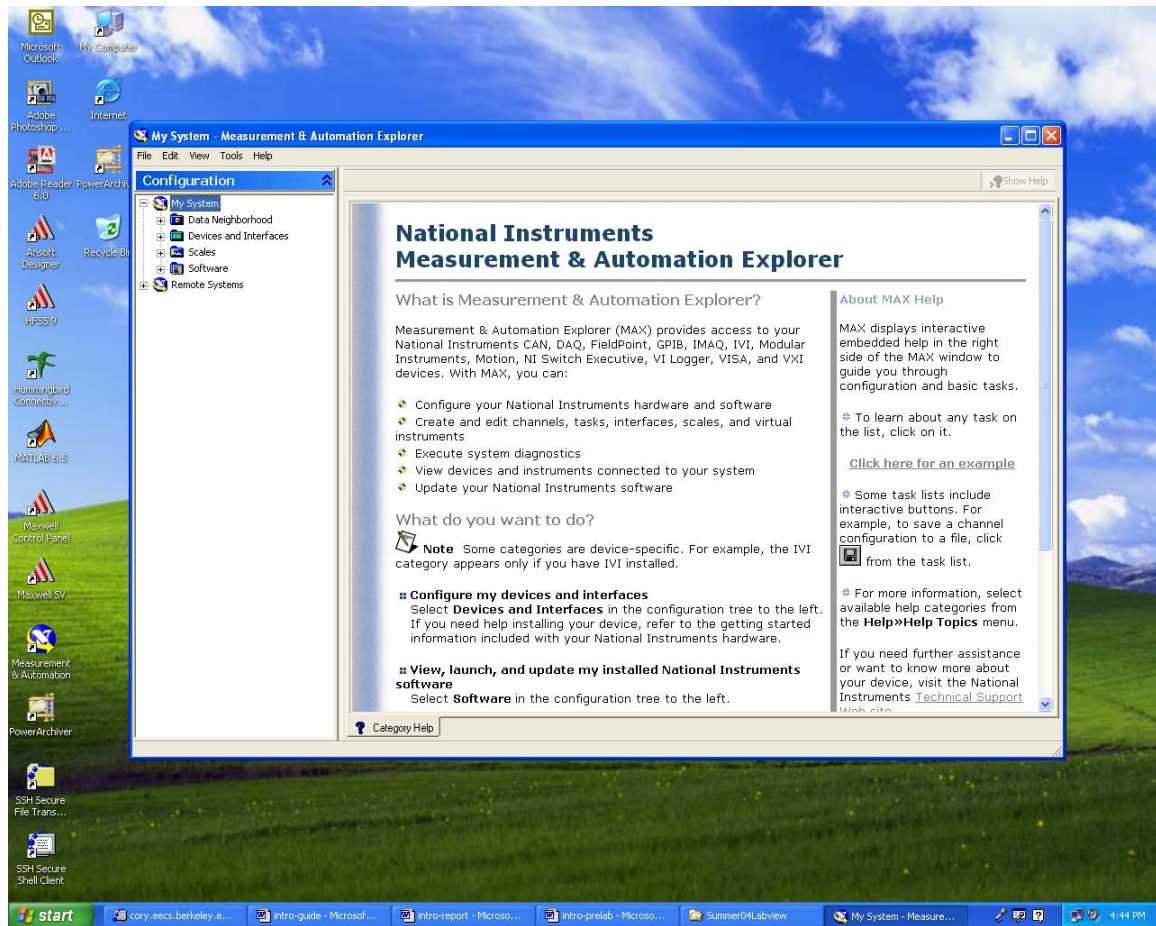 Microsoft
Outlook
My Computer
Adobe
Photoshop ...
Internet
Adobe Reader
6.0
Ansoft
Designer
HFSS 9
Hummingbird
Connectiv...
MATLAB 6.5
Maxwell
Control Panel
Maxwell SV
Measurement
& Automation
PowerArchiver
SSH Secure
File Trans...
SSH Secure
Shell Client
My System - Measurement & Automation Explorer
File Edit View Tools Help
Configuration
Show Help
My System
Data Neighborhood
Devices and Interfaces
Scales
Software
Remote Systems
National Instruments
Measurement & Automation Explorer
What is Measurement & Automation Explorer?
Measurement & Automation Explorer (MAX) provides access to your
National Instruments CAN, DAQ, FieldPoint, GPIB, IMAQ, IVI, Modular
Instruments, Motion, NI Switch Executive, VI Logger, VISA, and VXI
devices. With MAX, you can:
Configure your National Instruments hardware and software
Create and edit channels, tasks, interfaces, scales, and virtual
instruments
Execute system diagnostics
View devices and instruments connected to your system
Update your National Instruments software
What do you want to do?
Note Some categories are device-specific. For example, the IVI
category appears only if you have IVI installed.
Configure my devices and interfaces
Select Devices and Interfaces in the configuration tree to the left.
If you need help installing your device, refer to the getting started
information included with your National Instruments hardware.
View, launch, and update my installed National Instruments
software
Select Software in the configuration tree to the left.
About MAX Help
MAX displays interactive
embedded help in the right
side of the MAX window to
guide you through
configuration and basic tasks.
To learn about any task on
the list, click on it.
Click here for an example
Some task lists include
interactive buttons. For
example, to save a channel
configuration to a file, click
from the task list.
For more information, select
available help categories from
the Help»Help Topics menu.
If you need further assistance
or want to know more about
your device, visit the National
Instruments Technical Support
Web site
Category Help
start
cory.eecs.berkeley.e...
intro-guide - Microsof...
intro-report - Microso...
intro-prelab - Microso...
Summer04Labview
My System - Measure...
4:44 PM